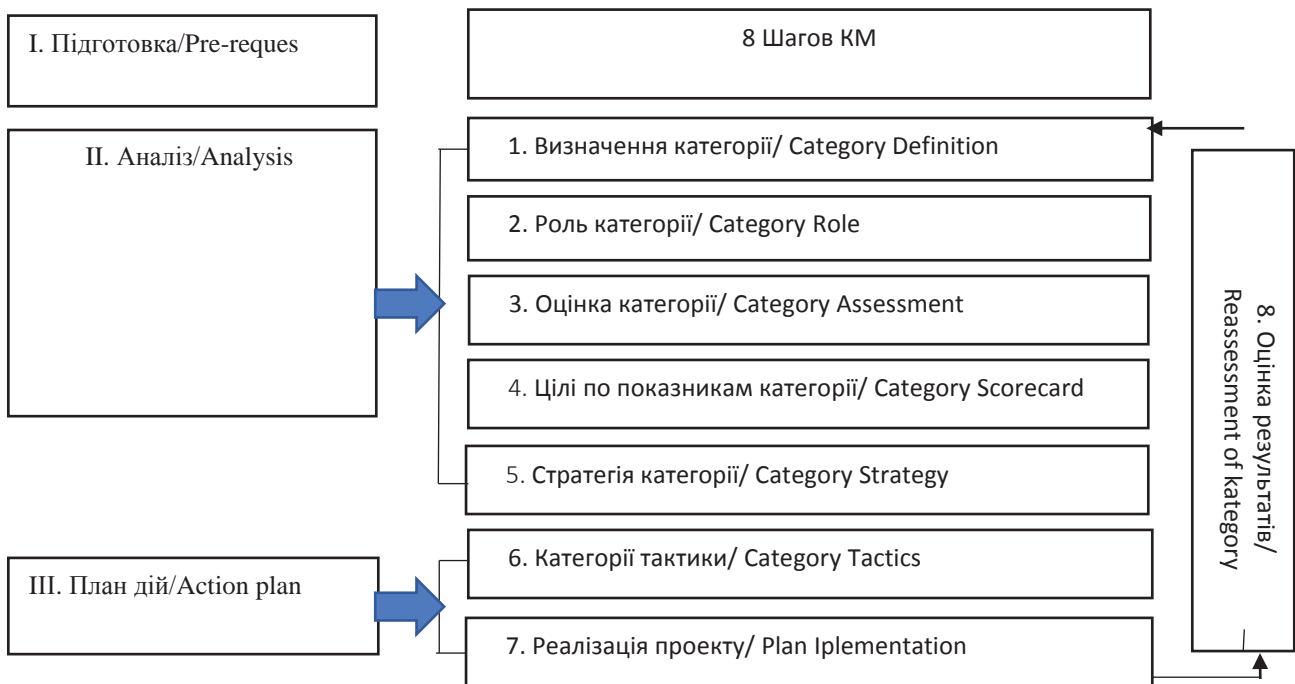 I. Підготовка/Pre-reques
8 Шагов КМ
II. Аналіз/Analysis
1. Визначення категорії/ Category Definition
2. Роль категорії/ Category Role
3. Оцінка категорії/ Category Assessment
4. Цілі по показникам категорії/ Category Scorecard
5. Стратегія категорії/ Category Strategy
III. План дій/Action plan
6. Категорії тактики/ Category Tactics
7. Реалізація проекту/ Plan Iplementation
8. Оцінка результатів/
Reassessment of kategory